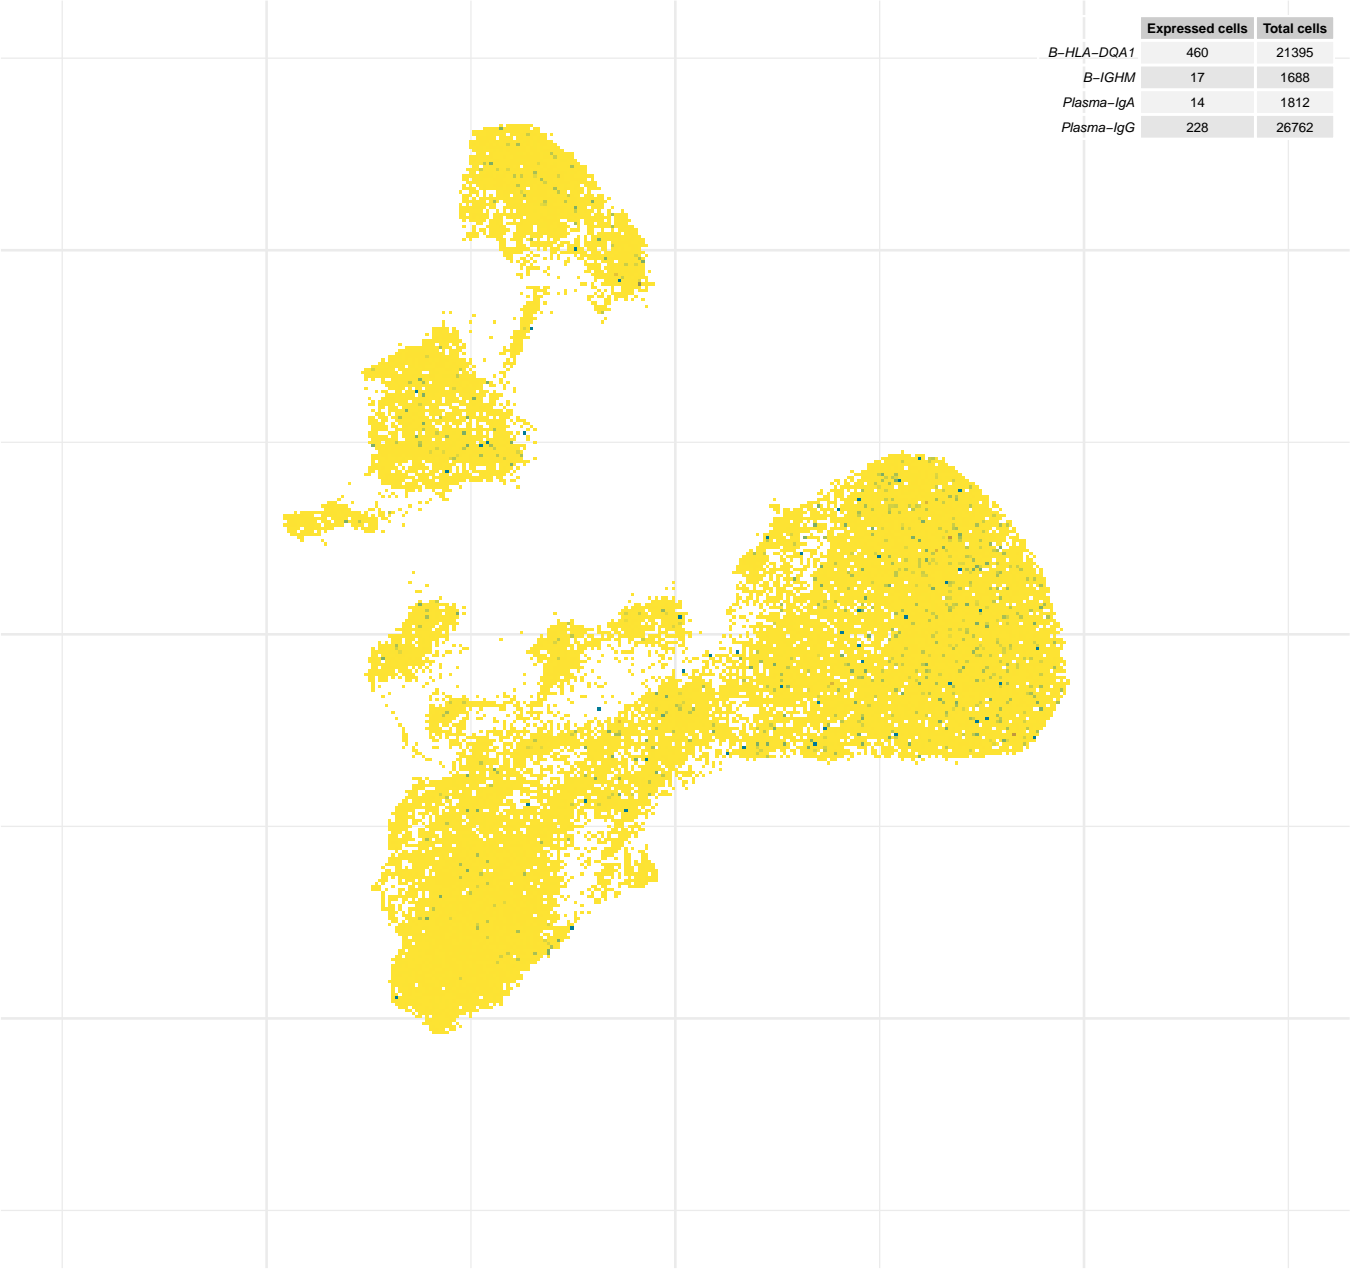 Expressed cells Total cells
B−HLA−DQA1 460 21395
B−IGHM 17 1688
Plasma−IgA 14 1812
Plasma−IgG 228 26762